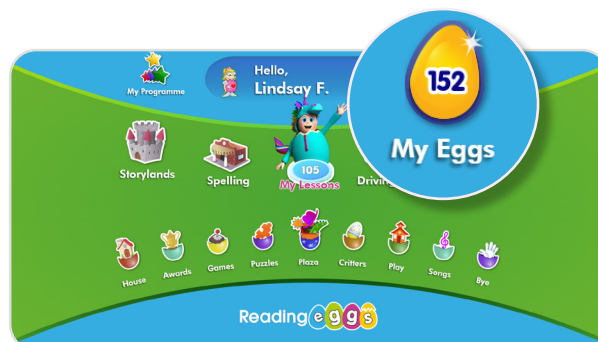 My Programme
Hello,
Lindsay F.
152
My Eggs
Storylands
Spelling
105
My Lessons
House
Awards
Games
Puzzles
Plaza
Critters
Play
Songs
Bye
Reading eggs